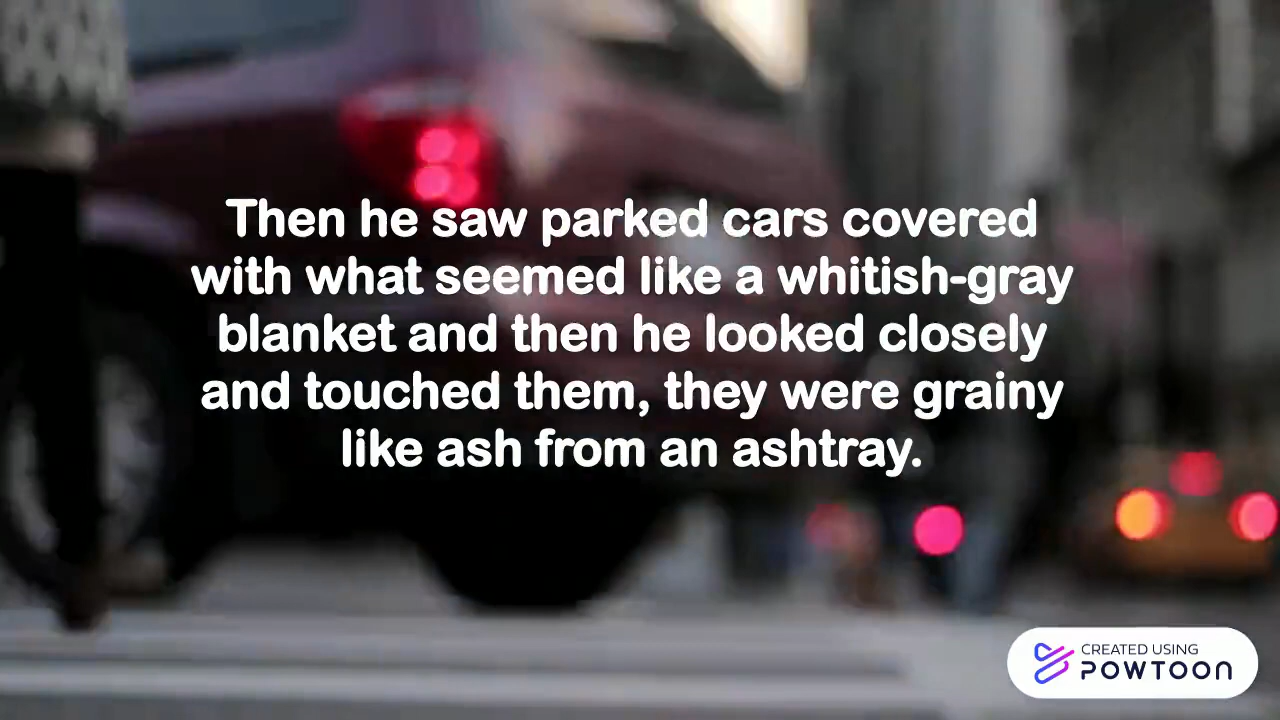 Then he saw parked cars covered
with what seemed like a whitish-gray
blanket and then he looked closely
and touched them, they were grainy
like ash from an ashtray.
CREATED USING
POWTOON